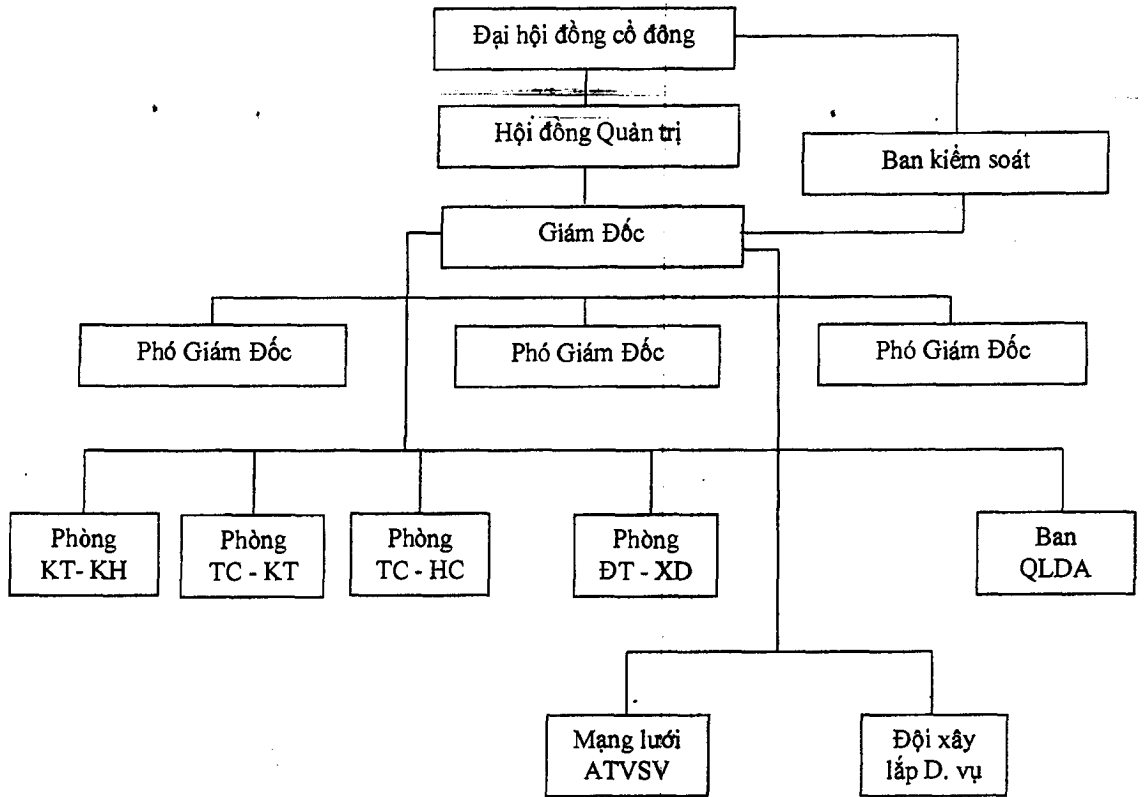 Đại hội đồng cổ đông
Hội đồng Quản trị
Ban kiểm soát
Giám Đốc
Phó Giám Đốc
Phó Giám Đốc
Phó Giám Đốc
Phòng
KT- KH
Phòng
TC - KT
Phòng
TC - HC
Phòng
ĐT - XD
Ban
QLDA
Mạng lưới
ATVSV
Đội xây
lắp D. vụ